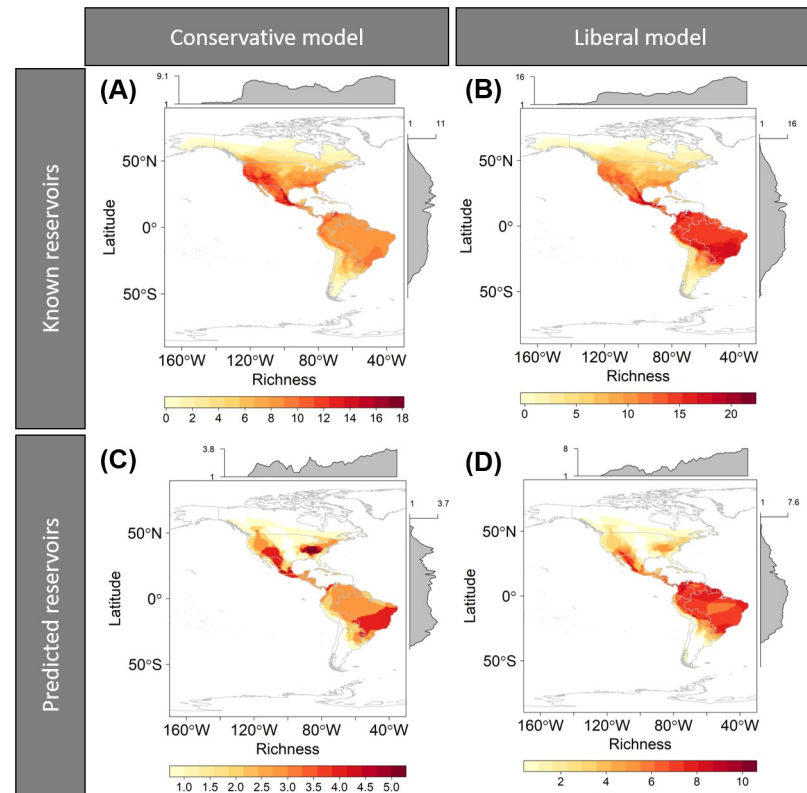 Conservative model
Liberal model
Known reservoirs
Predicted reservoirs
(A)
9.1
1
1 11
50°N
0°
50°S
Latitude
160°W 120°W 80°W 40°W
Richness
0 2 4 6 8 10 12 14 16 18
(B)
16
1
1 16
50°N
0°
50°S
Latitude
160°W 120°W 80°W 40°W
Richness
0 5 10 15 20
(C)
3.8
1
1 3.7
50°N
0°
50°S
Latitude
160°W 120°W 80°W 40°W
Richness
1.0 1.5 2.0 2.5 3.0 3.5 4.0 4.5 5.0
(D)
8
1
1 7.6
50°N
0°
50°S
Latitude
160°W 120°W 80°W 40°W
Richness
2 4 6 8 10